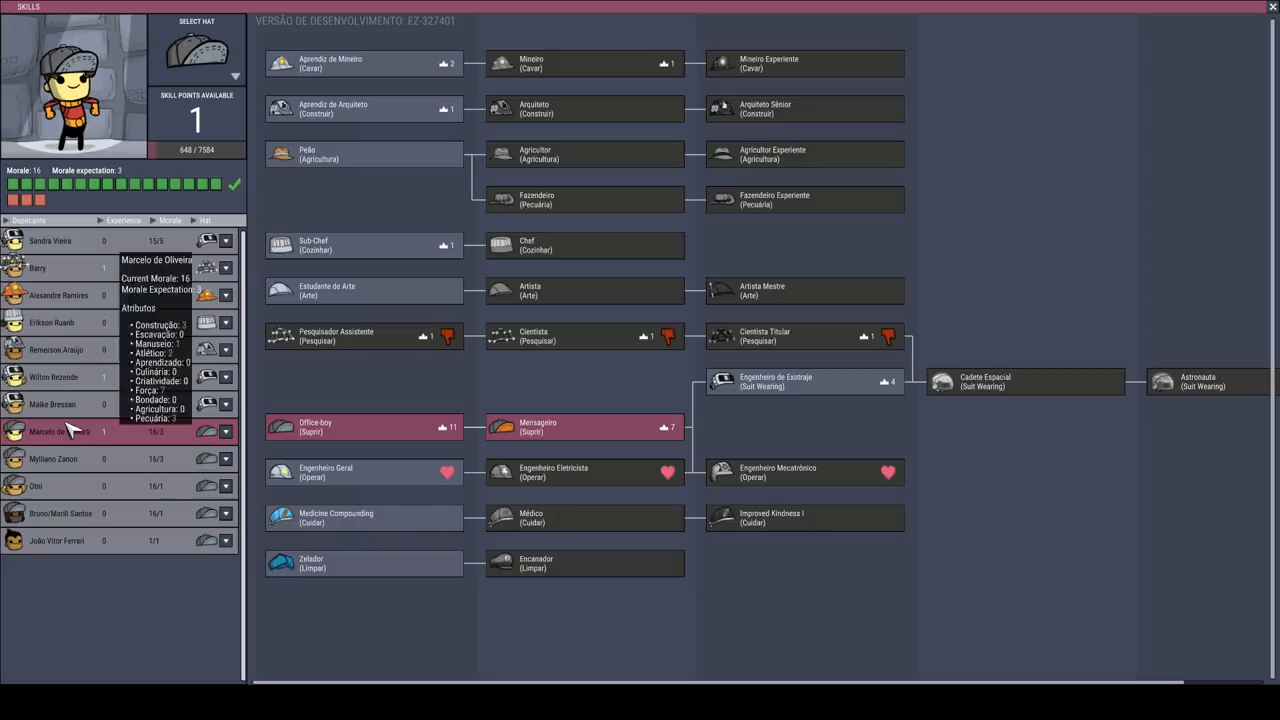 SKILLS
VERSÃO DE DESENVOLVIMENTO: EZ-327401
SELECT HAT
SKILL POINTS AVAILABLE
1
648 / 7584
Morale: 16 Morale expectation: 3
Duplicants Experience Morale Hat
Sandra Vieira 0 15/5
Barry 1
Alexandre Ramires
Erikson Ruanh
Remerson Araújo
Wilton Rezende 1
Maike Bressan 0
Marcelo de 1 16/3
Mylliano Zanon 0 16/3
Otni 0 16/1
Bruno/Marili Santos 0 16/1
João Vitor Ferrari 0 1/1
Marcelo de Oliveira
Current Morale: 16
Morale Expectation: 3
Atributos
• Construção: 3
• Escavação: 0
• Manuseio: 1
• Atlético: 2
• Aprendizado: 0
• Culinária: 0
• Criatividade: 0
• Força: 7
• Bondade: 0
• Agricultura: 0
• Pecuária: 3
Aprendiz de Mineiro
(Cavar)
2
Mineiro
(Cavar)
1
Mineiro Experiente
(Cavar)
Aprendiz de Arquiteto
(Construir)
1
Arquiteto
(Construir)
Arquiteto Sênior
(Construir)
Peão
(Agricultura)
Agricultor
(Agricultura)
Agricultor Experiente
(Agricultura)
Fazendeiro
(Pecuária)
Fazendeiro Experiente
(Pecuária)
Sub-Chef
(Cozinhar)
1
Chef
(Cozinhar)
Estudante de Arte
(Arte)
Artista
(Arte)
Artista Mestre
(Arte)
Pesquisador Assistente
(Pesquisar)
1
Cientista
(Pesquisar)
1
Cientista Titular
(Pesquisar)
1
Engenheiro de Exotraje
(Suit Wearing)
4
Cadete Espacial
(Suit Wearing)
Astronauta
(Suit Wearing)
Office-boy
(Suprir)
11
Mensageiro
(Suprir)
7
Engenheiro Geral
(Operar)
Engenheiro Eletricista
(Operar)
Engenheiro Mecatrônico
(Operar)
Medicine Compounding
(Cuidar)
Médico
(Cuidar)
Improved Kindness I
(Cuidar)
Zelador
(Limpar)
Encanador
(Limpar)